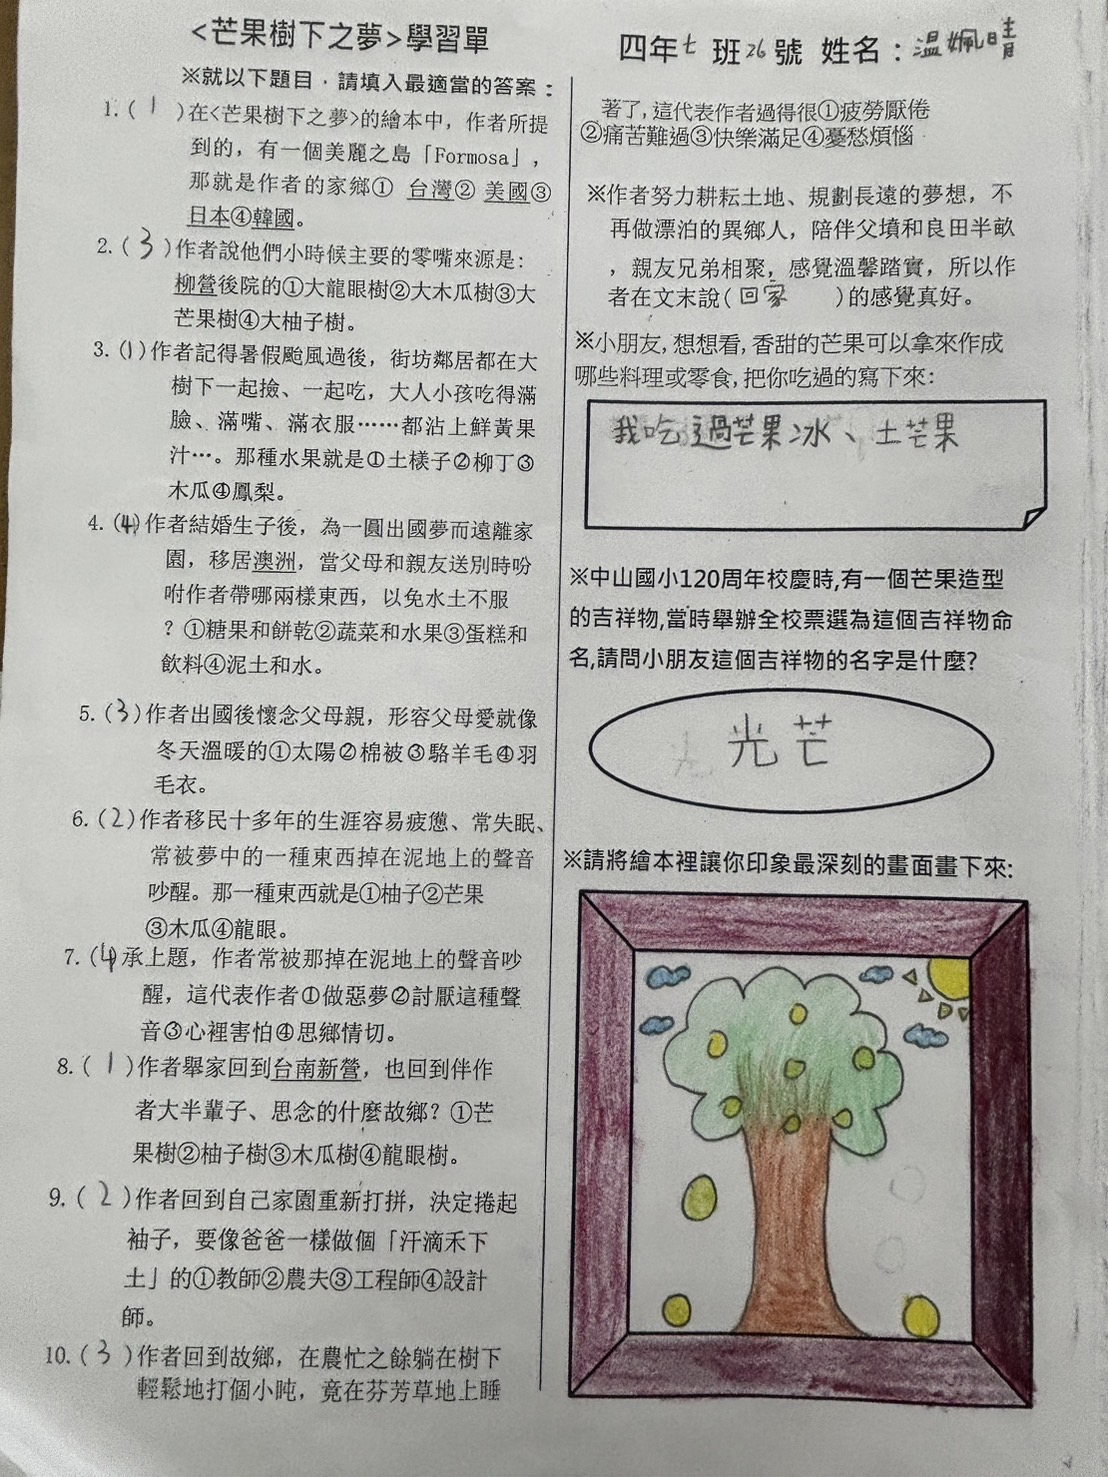 <芒果樹下之夢>學習單
四年七 班26號 姓名：温姵晴
※就以下題目，請填入最適當的答案：
1.( 1 )在<芒果樹下之夢>的繪本中，作者所提
到的，有一個美麗之島「Formosa」，
那就是作者的家鄉① 台灣② 美國③
日本④韓國。
2.( 3 )作者說他們小時候主要的零嘴來源是:
柳營後院的①大龍眼樹②大木瓜樹③大
芒果樹④大柚子樹。
3.(1)作者記得暑假颱風過後，街坊鄰居都在大
樹下一起撿、一起吃，大人小孩吃得滿
臉、滿嘴、滿衣服……都沾上鮮黃果
汁…。那種水果就是①土檨子②柳丁③
木瓜④鳳梨。
4.(4)作者結婚生子後，為一圓出國夢而遠離家
園，移居澳洲，當父母和親友送別時吩
咐作者帶哪兩樣東西，以免水土不服
？①糖果和餅乾②蔬菜和水果③蛋糕和
飲料④泥土和水。
5.(3)作者出國後懷念父母親，形容父母愛就像
冬天溫暖的①太陽②棉被③駱羊毛④羽
毛衣。
6.(2)作者移民十多年的生涯容易疲憊、常失眠、
常被夢中的一種東西掉在泥地上的聲音
吵醒。那一種東西就是①柚子②芒果
③木瓜④龍眼。
7.(4)承上題，作者常被那掉在泥地上的聲音吵
醒，這代表作者①做惡夢②討厭這種聲
音③心裡害怕④思鄉情切。
8.( 1 )作者舉家回到台南新營，也回到伴作
者大半輩子、思念的什麼故鄉？①芒
果樹②柚子樹③木瓜樹④龍眼樹。
9.( 2 )作者回到自己家園重新打拼，決定捲起
袖子，要像爸爸一樣做個「汗滴禾下
土」的①教師②農夫③工程師④設計
師。
10.( 3 )作者回到故鄉，在農忙之餘躺在樹下
輕鬆地打個小盹，竟在芬芳草地上睡
著了,這代表作者過得很①疲勞厭倦
②痛苦難過③快樂滿足④憂愁煩惱
※作者努力耕耘土地、規劃長遠的夢想，不
再做漂泊的異鄉人，陪伴父墳和良田半畝
，親友兄弟相聚，感覺溫馨踏實，所以作
者在文末說(回家 )的感覺真好。
※小朋友,想想看,香甜的芒果可以拿來作成
哪些料理或零食,把你吃過的寫下來:
我吃過芒果冰、土芒果
※中山國小120周年校慶時,有一個芒果造型
的吉祥物,當時舉辦全校票選為這個吉祥物命
名,請問小朋友這個吉祥物的名字是什麼?
光芒
※請將繪本裡讓你印象最深刻的畫面畫下來: